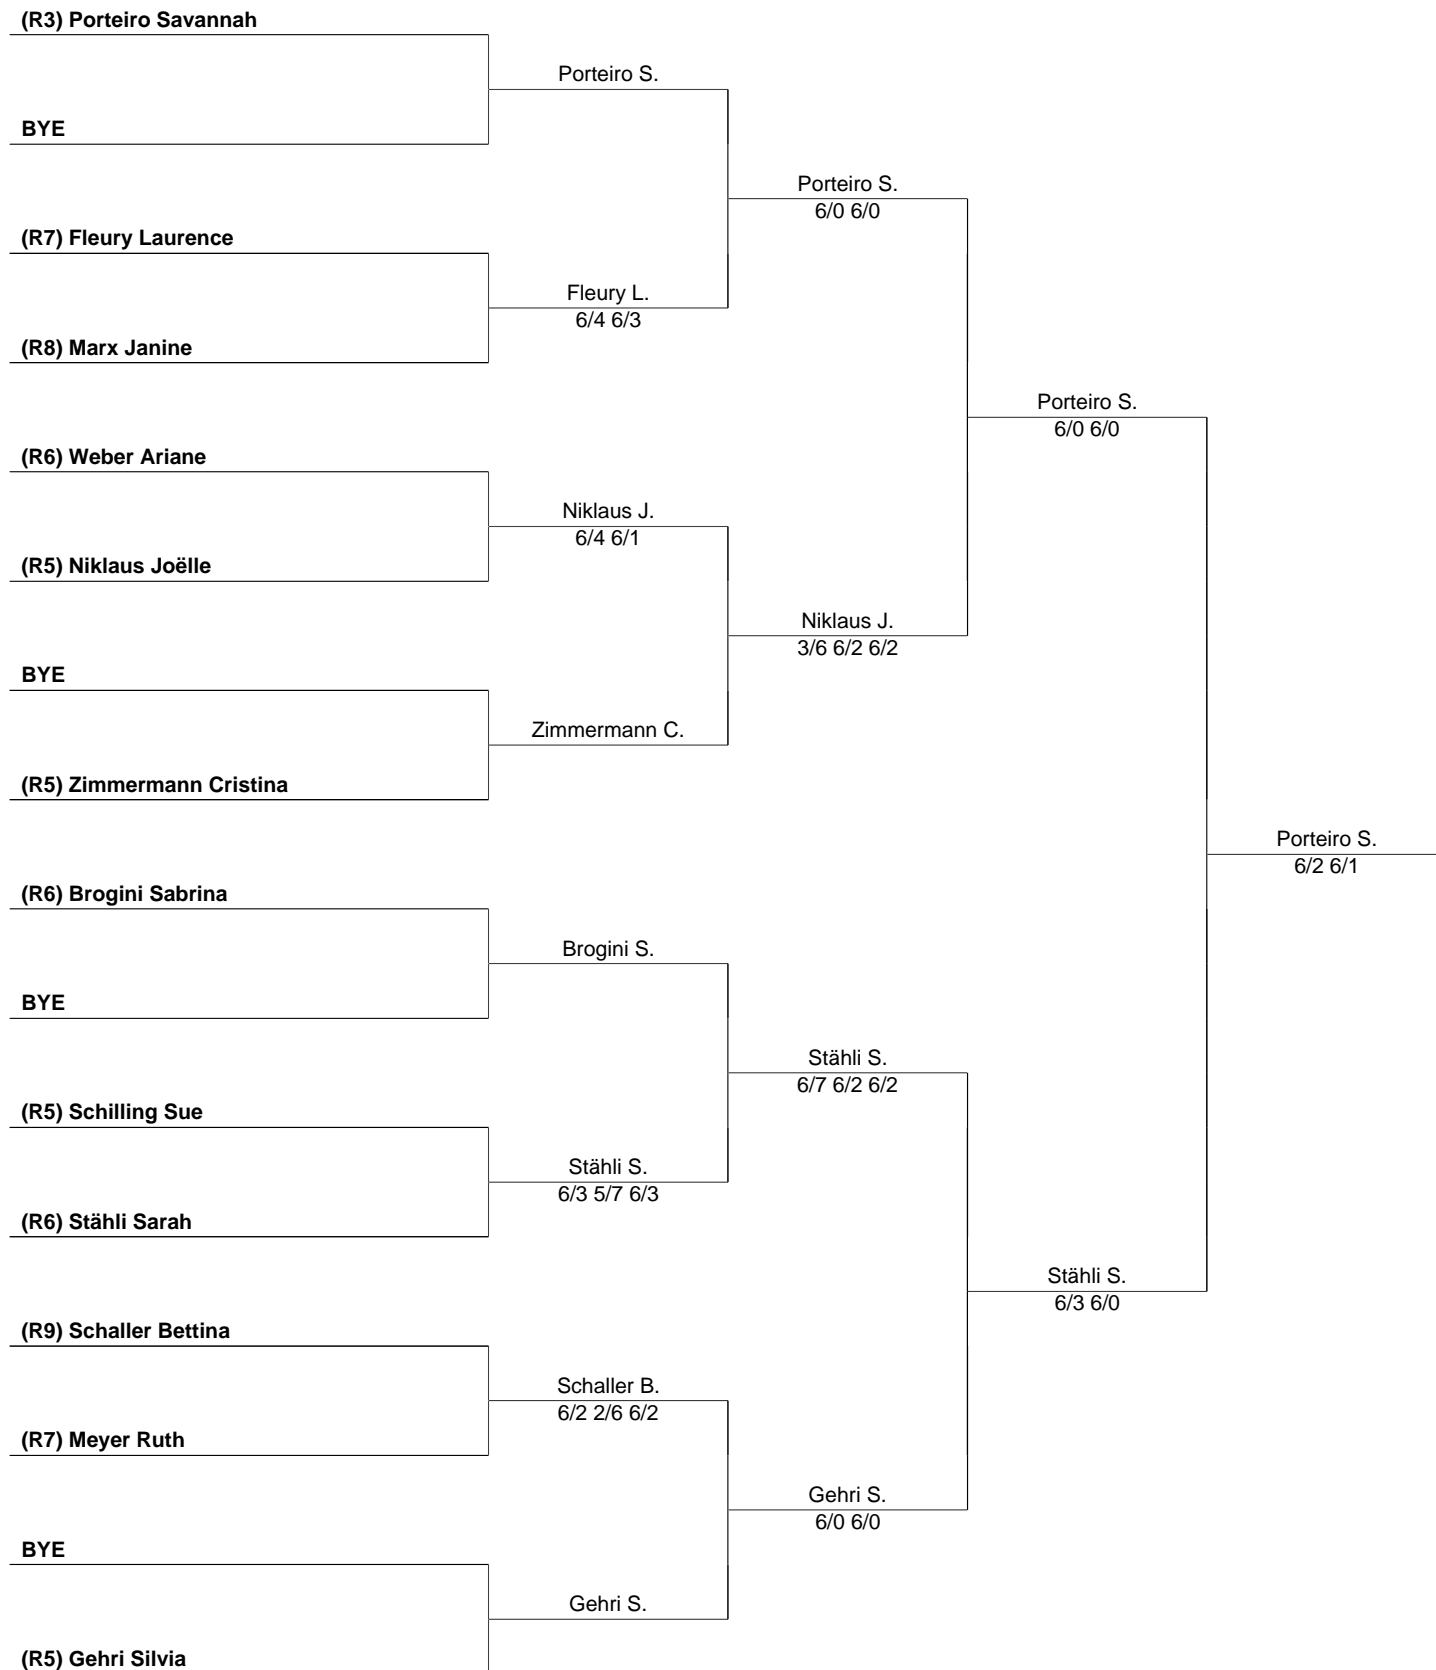 (R3) Porteiro Savannah
Porteiro S.
BYE
Porteiro S.
6/0 6/0
(R7) Fleury Laurence
Fleury L.
6/4 6/3
(R8) Marx Janine
Porteiro S.
6/0 6/0
(R6) Weber Ariane
Niklaus J.
6/4 6/1
(R5) Niklaus Joëlle
Niklaus J.
3/6 6/2 6/2
BYE
Zimmermann C.
(R5) Zimmermann Cristina
Porteiro S.
6/2 6/1
(R6) Brogini Sabrina
Brogini S.
BYE
Stähli S.
6/7 6/2 6/2
(R5) Schilling Sue
Stähli S.
6/3 5/7 6/3
(R6) Stähli Sarah
Stähli S.
6/3 6/0
(R9) Schaller Bettina
Schaller B.
6/2 2/6 6/2
(R7) Meyer Ruth
Gehri S.
6/0 6/0
BYE
Gehri S.
(R5) Gehri Silvia